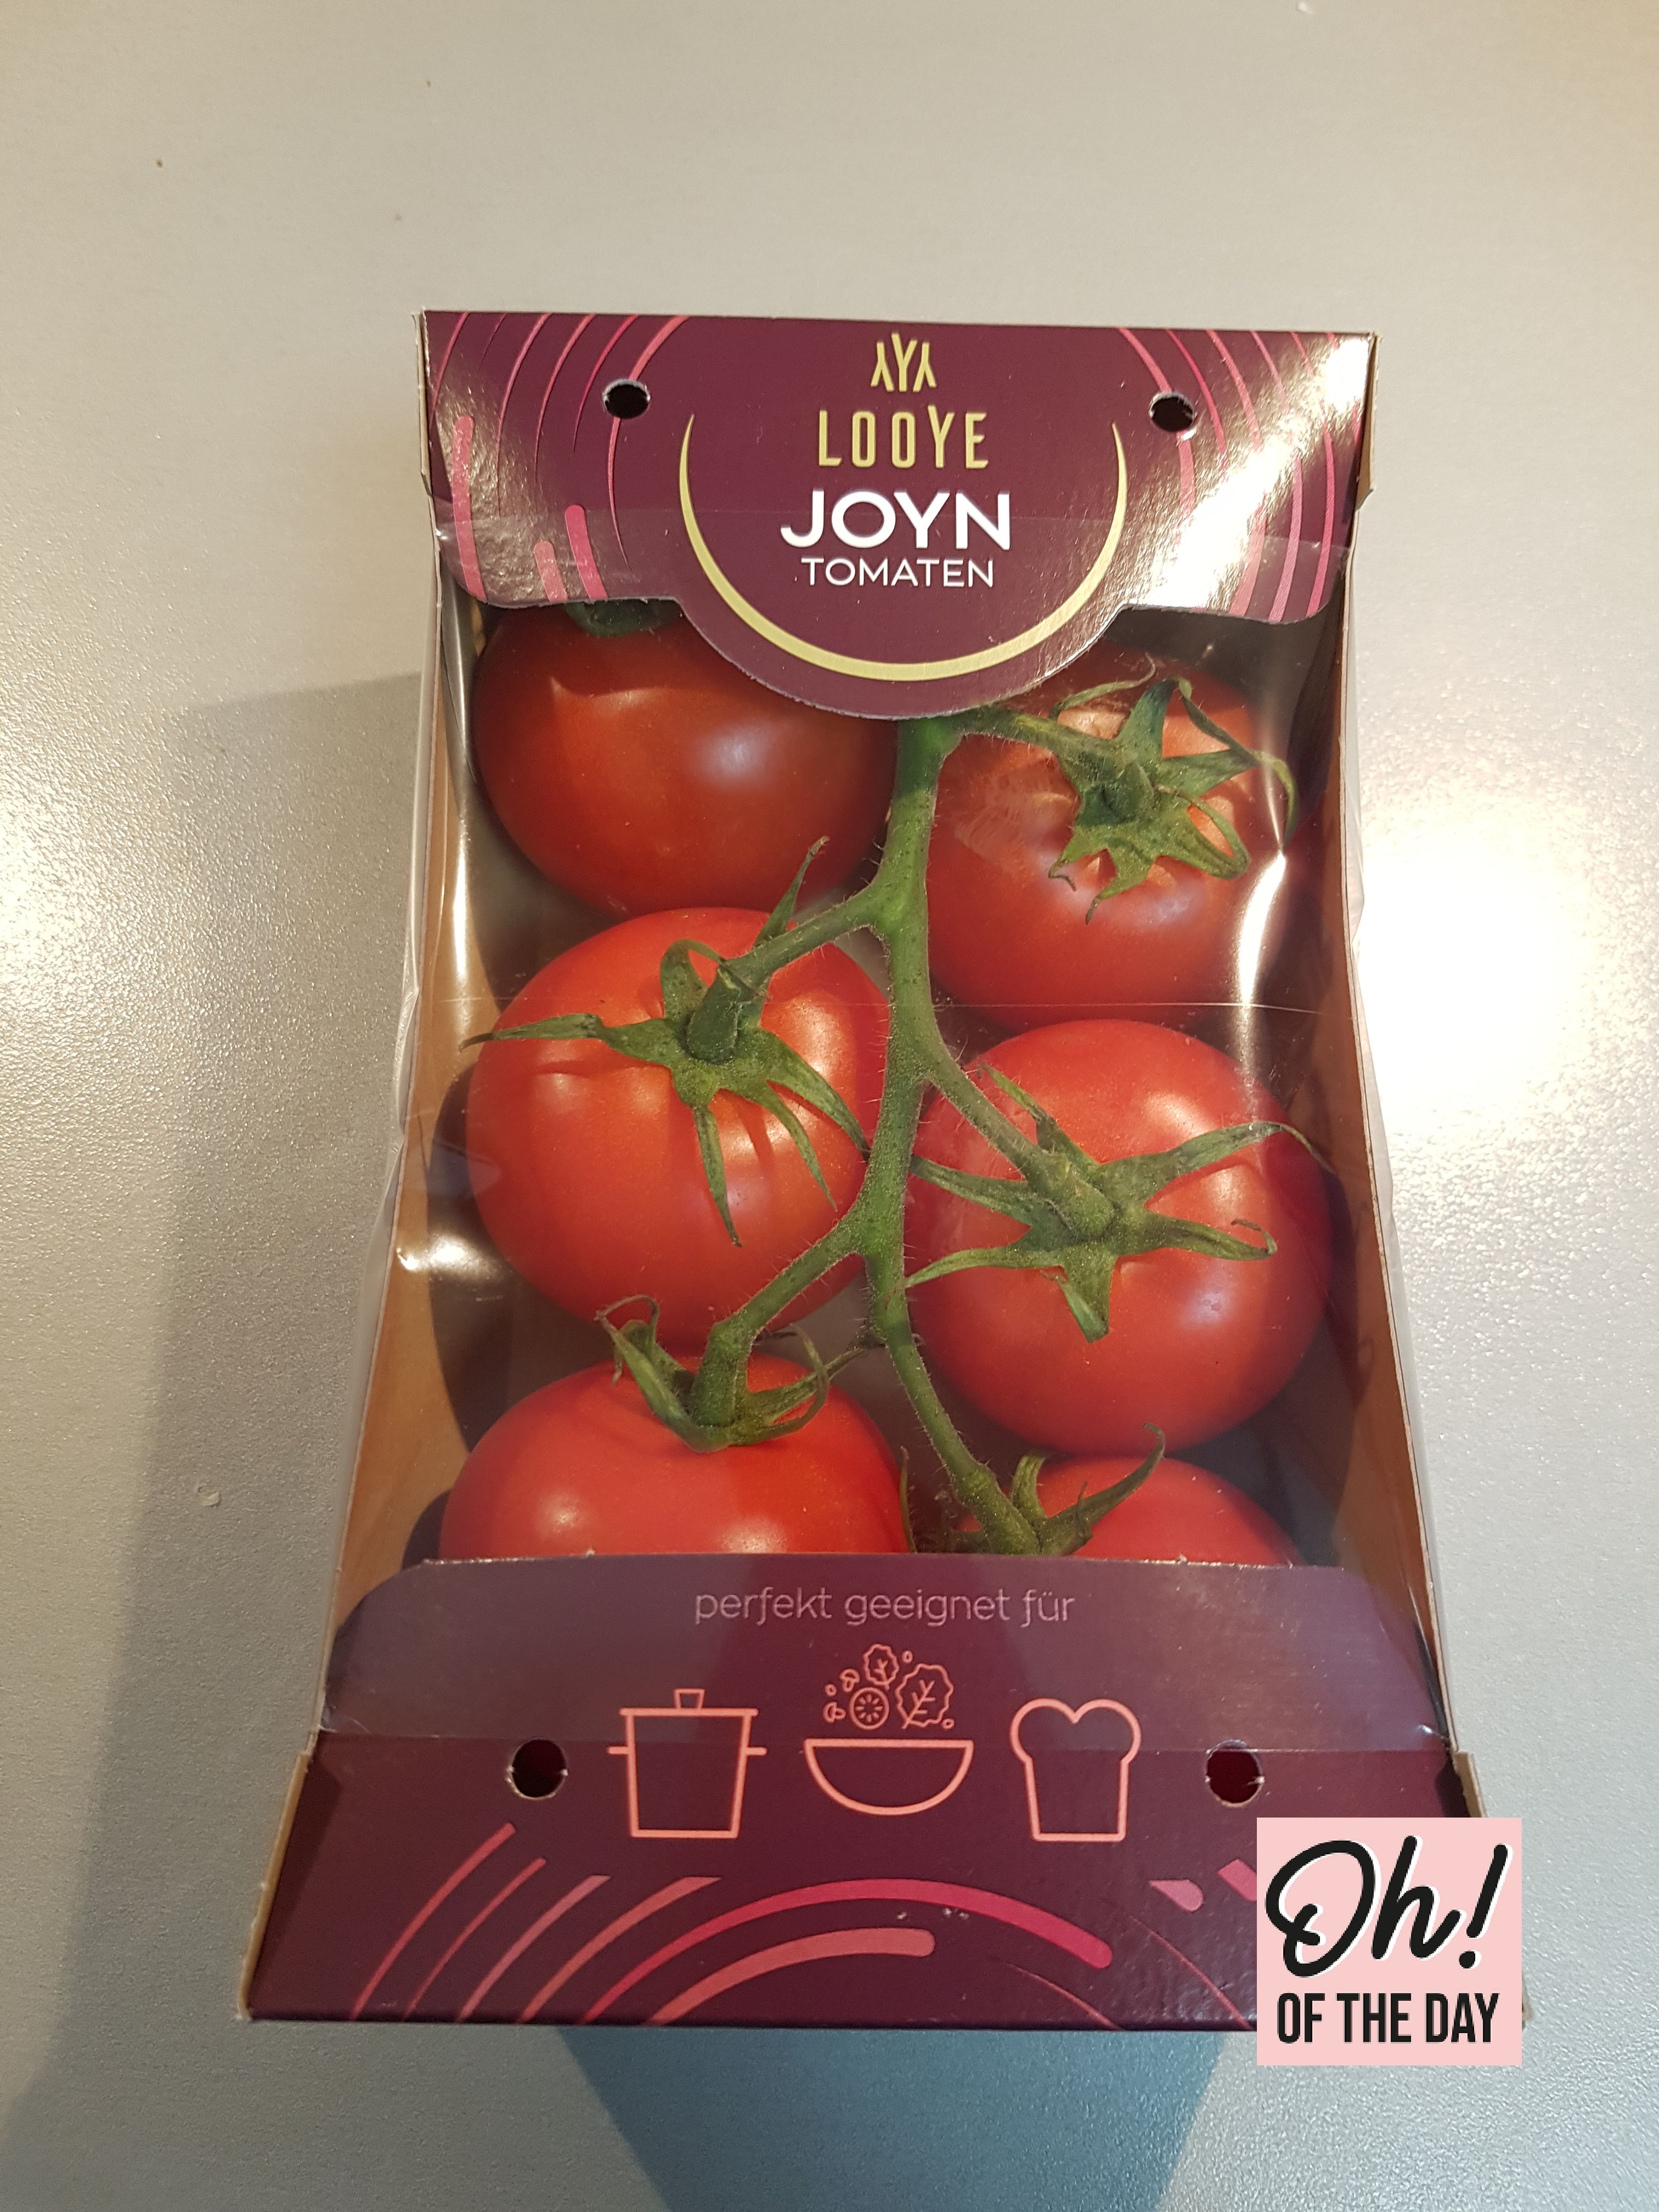 LOOYE
JOYN
TOMATEN
perfekt geeignet für
Oh!
OF THE DAY